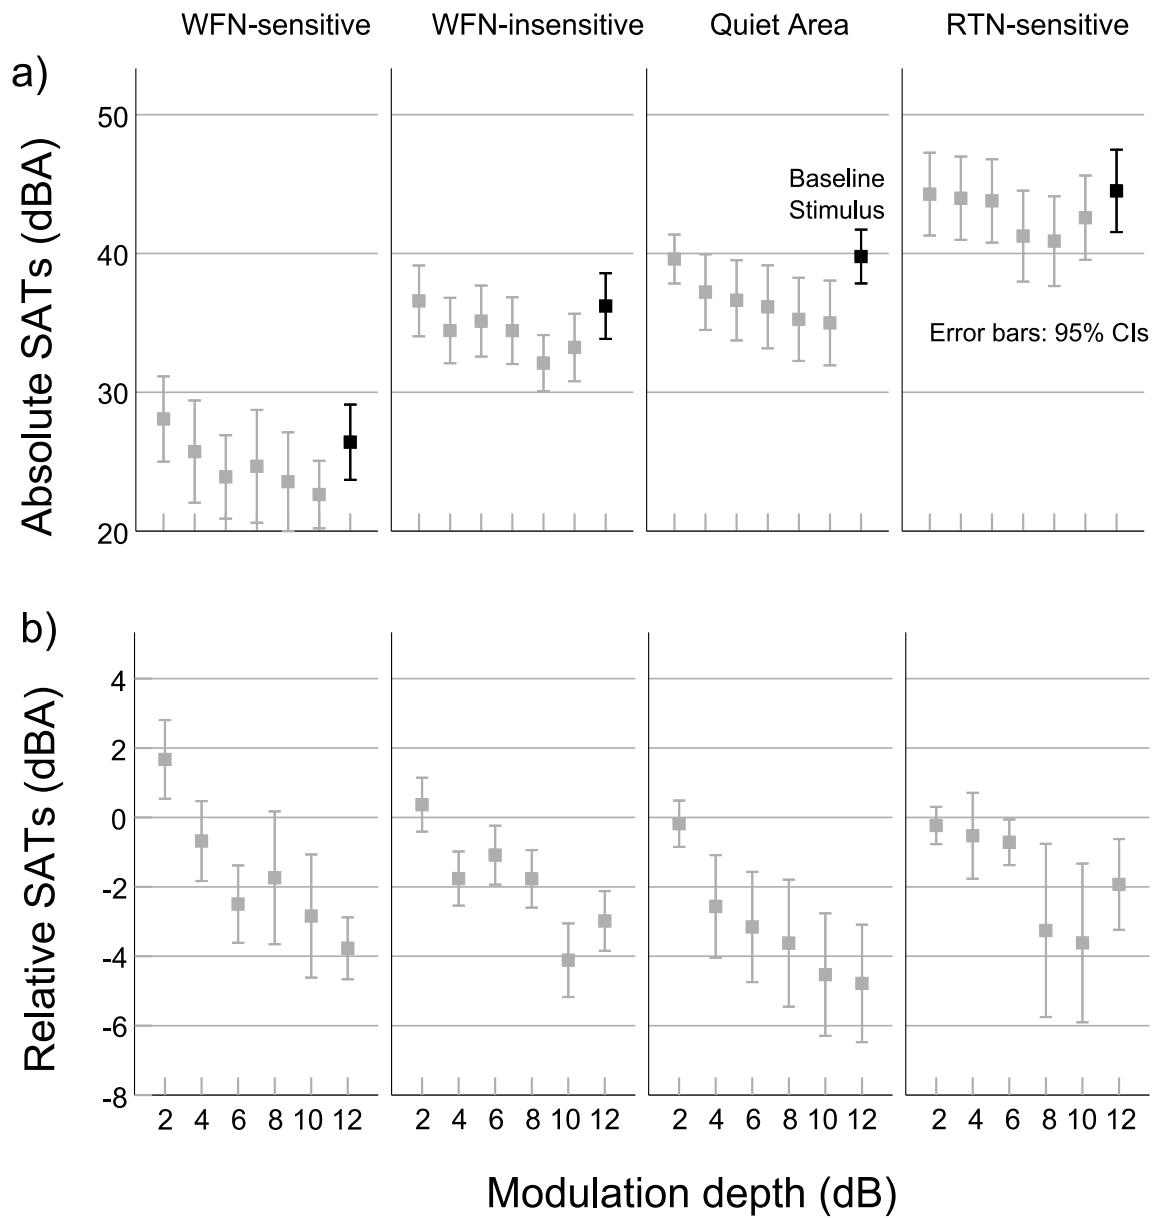 WFN-sensitive WFN-insensitive Quiet Area RTN-sensitive
a)
Absolute SATs (dBA)
50
40
30
20
Baseline
Stimulus
Error bars: 95% CIs
b)
Relative SATs (dBA)
4
2
0
-2
-4
-6
-8
2 4 6 8 10 12 2 4 6 8 10 12 2 4 6 8 10 12 2 4 6 8 10 12
Modulation depth (dB)